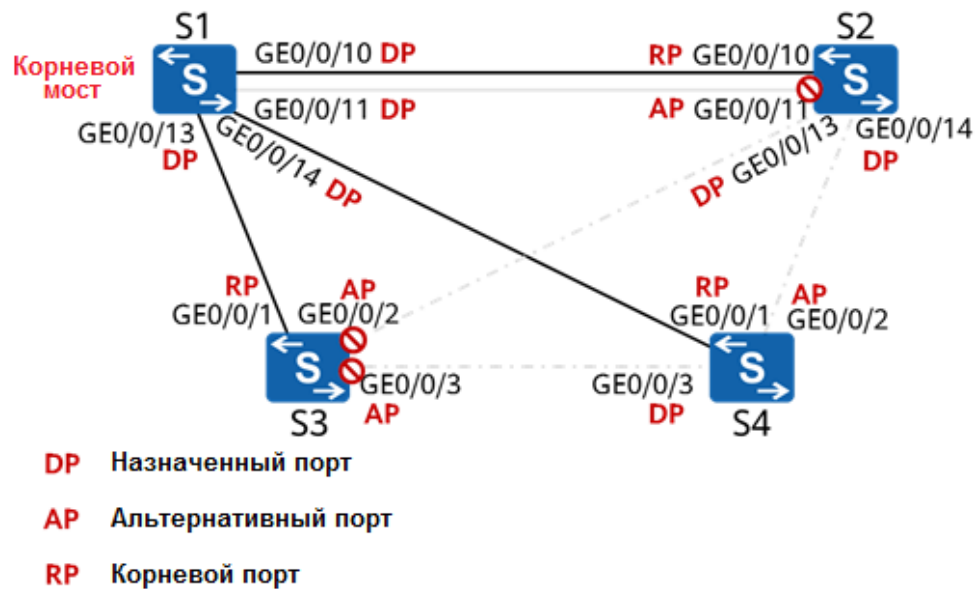 S1
S2
Корневой
мост
GE0/0/10 DP
RP GE0/0/10
S
S
GE0/0/11 DP
AP GE0/0/11
GE0/0/13
DP
GE0/0/14 DP
DP GE0/0/13
GE0/0/14
DP
RP
GE0/0/1
AP
GE0/0/2
RP
GE0/0/1
AP
GE0/0/2
S
S
GE0/0/3
AP
GE0/0/3
DP
S3
S4
DP Назначенный порт
AP Альтернативный порт
RP Корневой порт